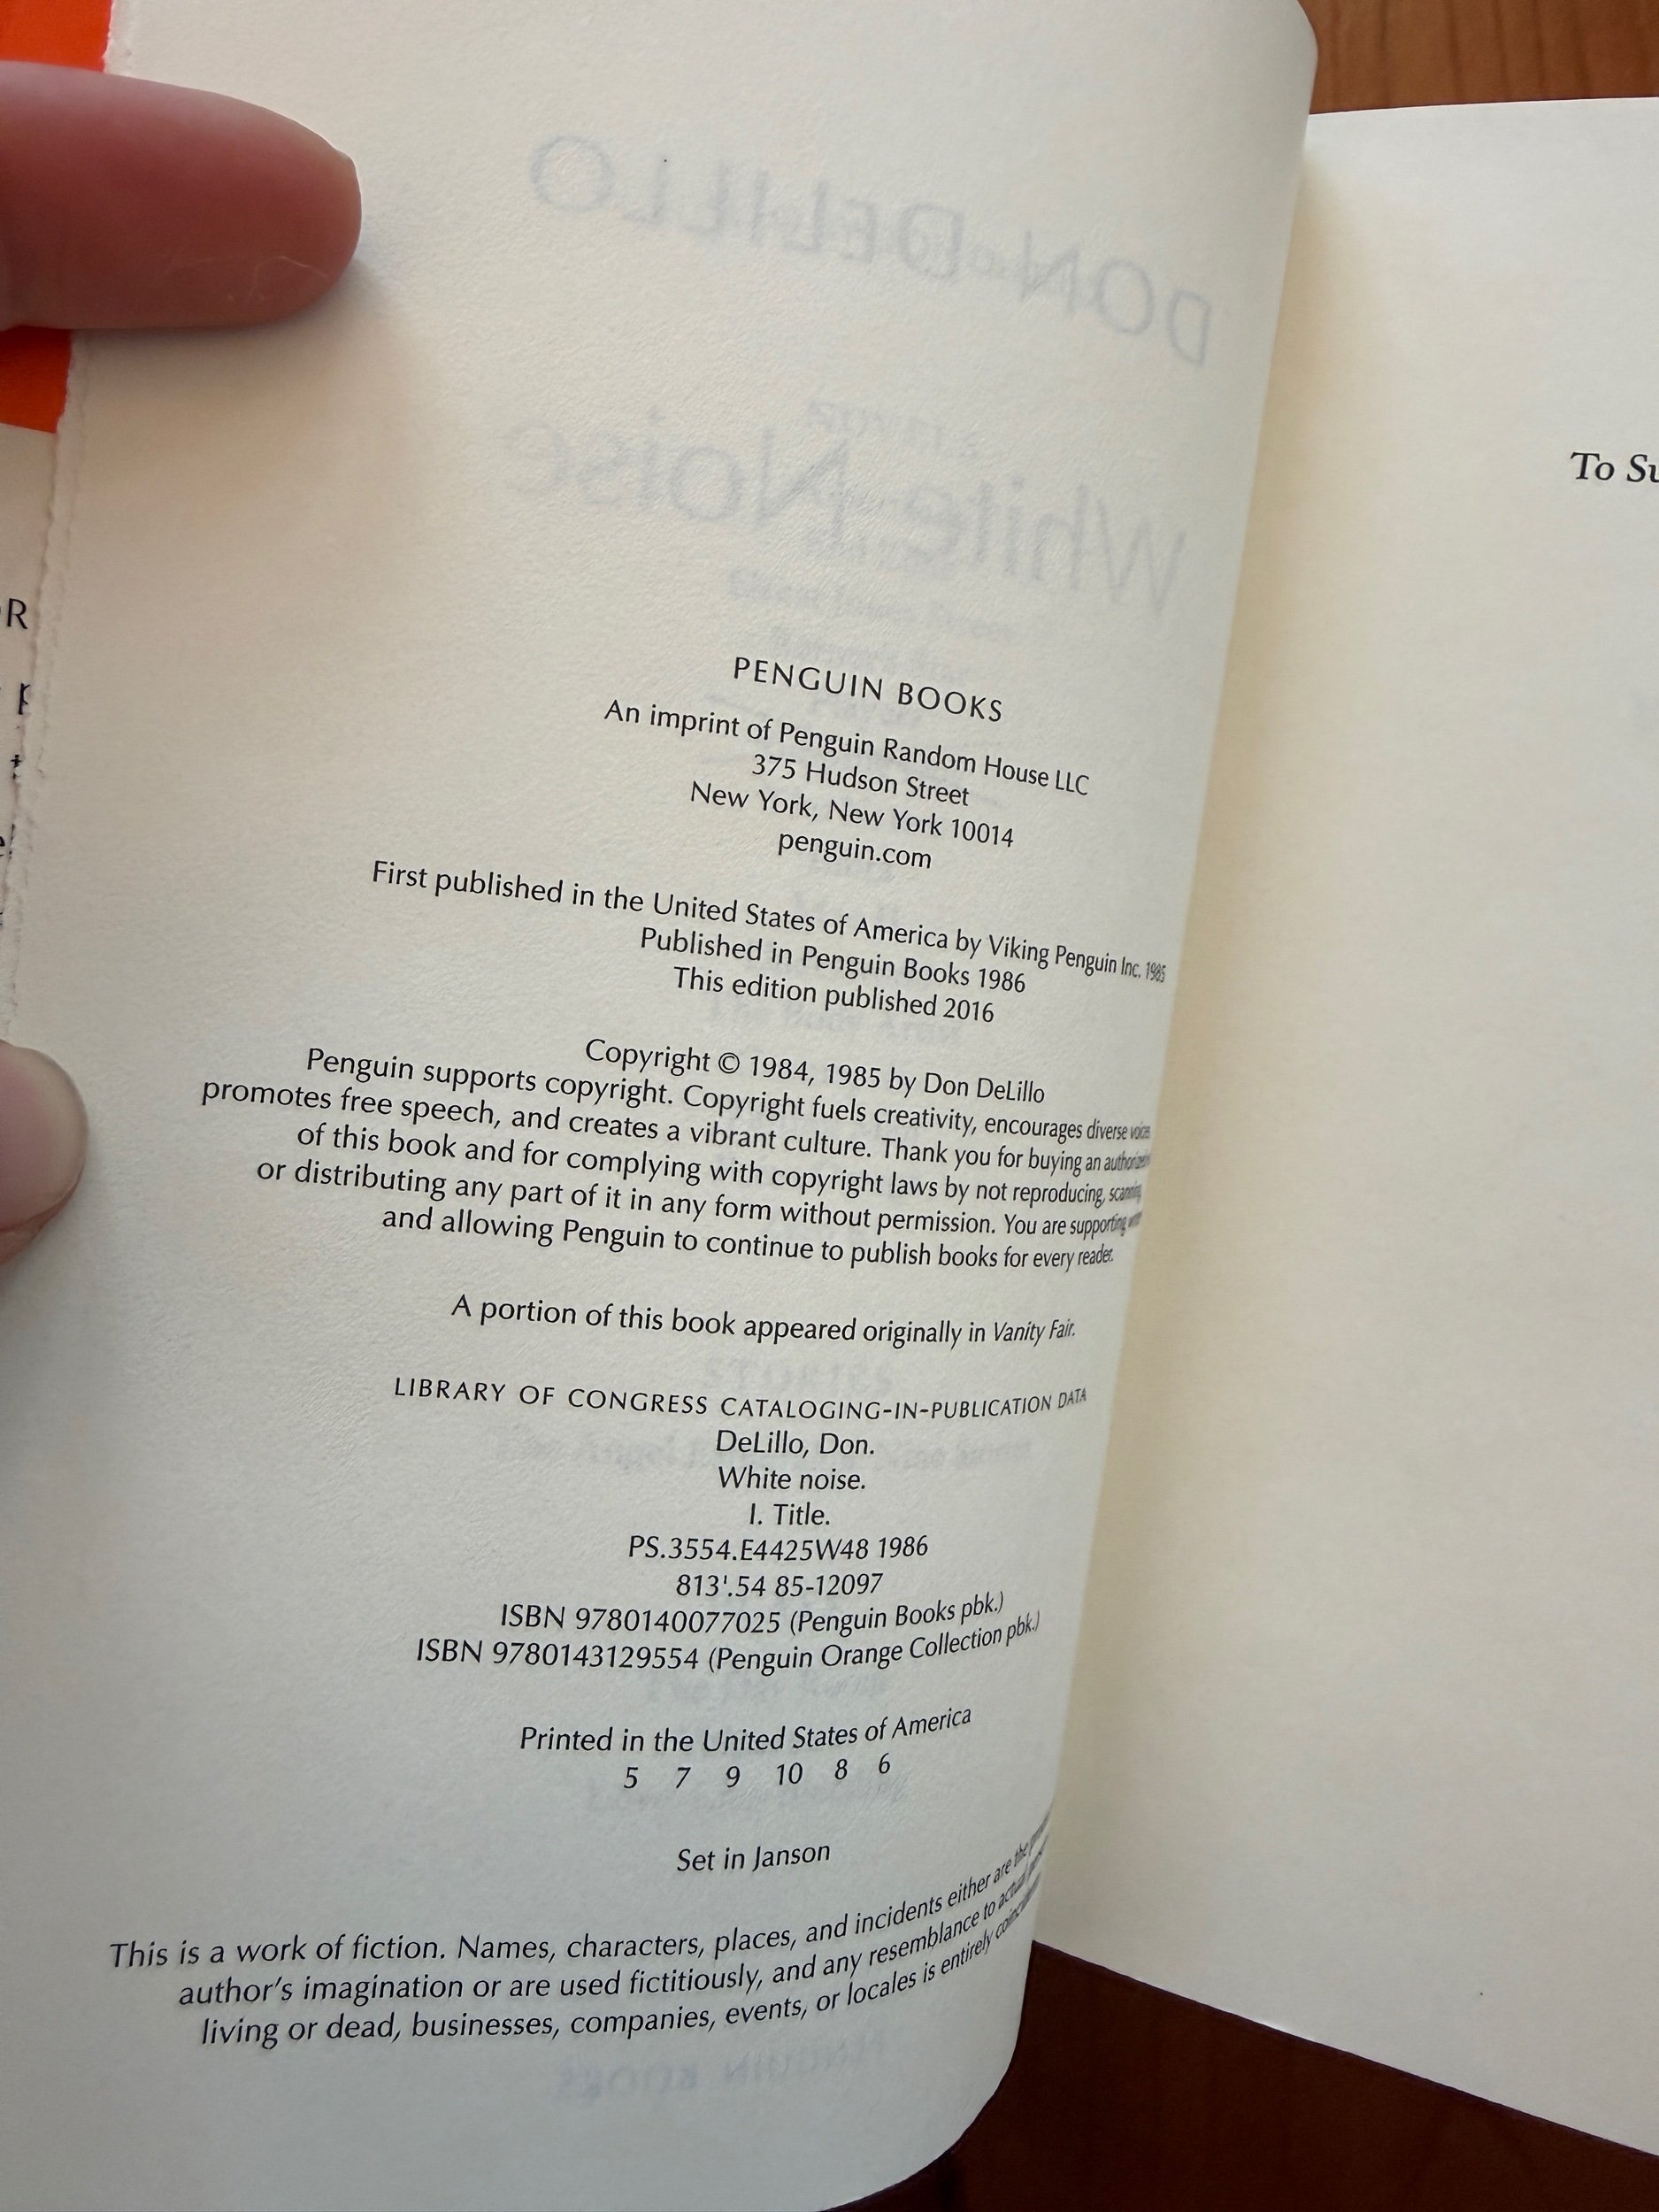 DON DELILLO
White Noise
PENGUIN BOOKS
An imprint of Penguin Random House LLC
375 Hudson Street
New York, New York 10014
penguin.com
First published in the United States of America by Viking Penguin Inc. 1985
Published in Penguin Books 1986
This edition published 2016
Copyright © 1984, 1985 by Don DeLillo
Penguin supports copyright. Copyright fuels creativity, encourages diverse voices
promotes free speech, and creates a vibrant culture. Thank you for buying an
of this book and for complying with copyright laws by not reproducing,
or distributing any part of it in any form without permission. You are supporting
and allowing Penguin to continue to publish books for every reader.
A portion of this book appeared originally in Vanity Fair.
LIBRARY OF CONGRESS CATALOGING-IN-PUBLICATION DATA
DeLillo, Don.
White noise.
I. Title.
PS.3554.E4425W48 1986
813'.54 85-12097
ISBN 9780140077025 (Penguin Books pbk.)
ISBN 9780143129554 (Penguin Orange Collection pbk.)
Printed in the United States of America
5 7 9 10 8 6
Set in Janson
This is a work of fiction. Names, characters, places, and incidents either are the
author's imagination or are used fictitiously, and any resemblance to actual
living or dead, businesses, companies, events, or locales is entirely
PENGUIN BOOKS
To Su